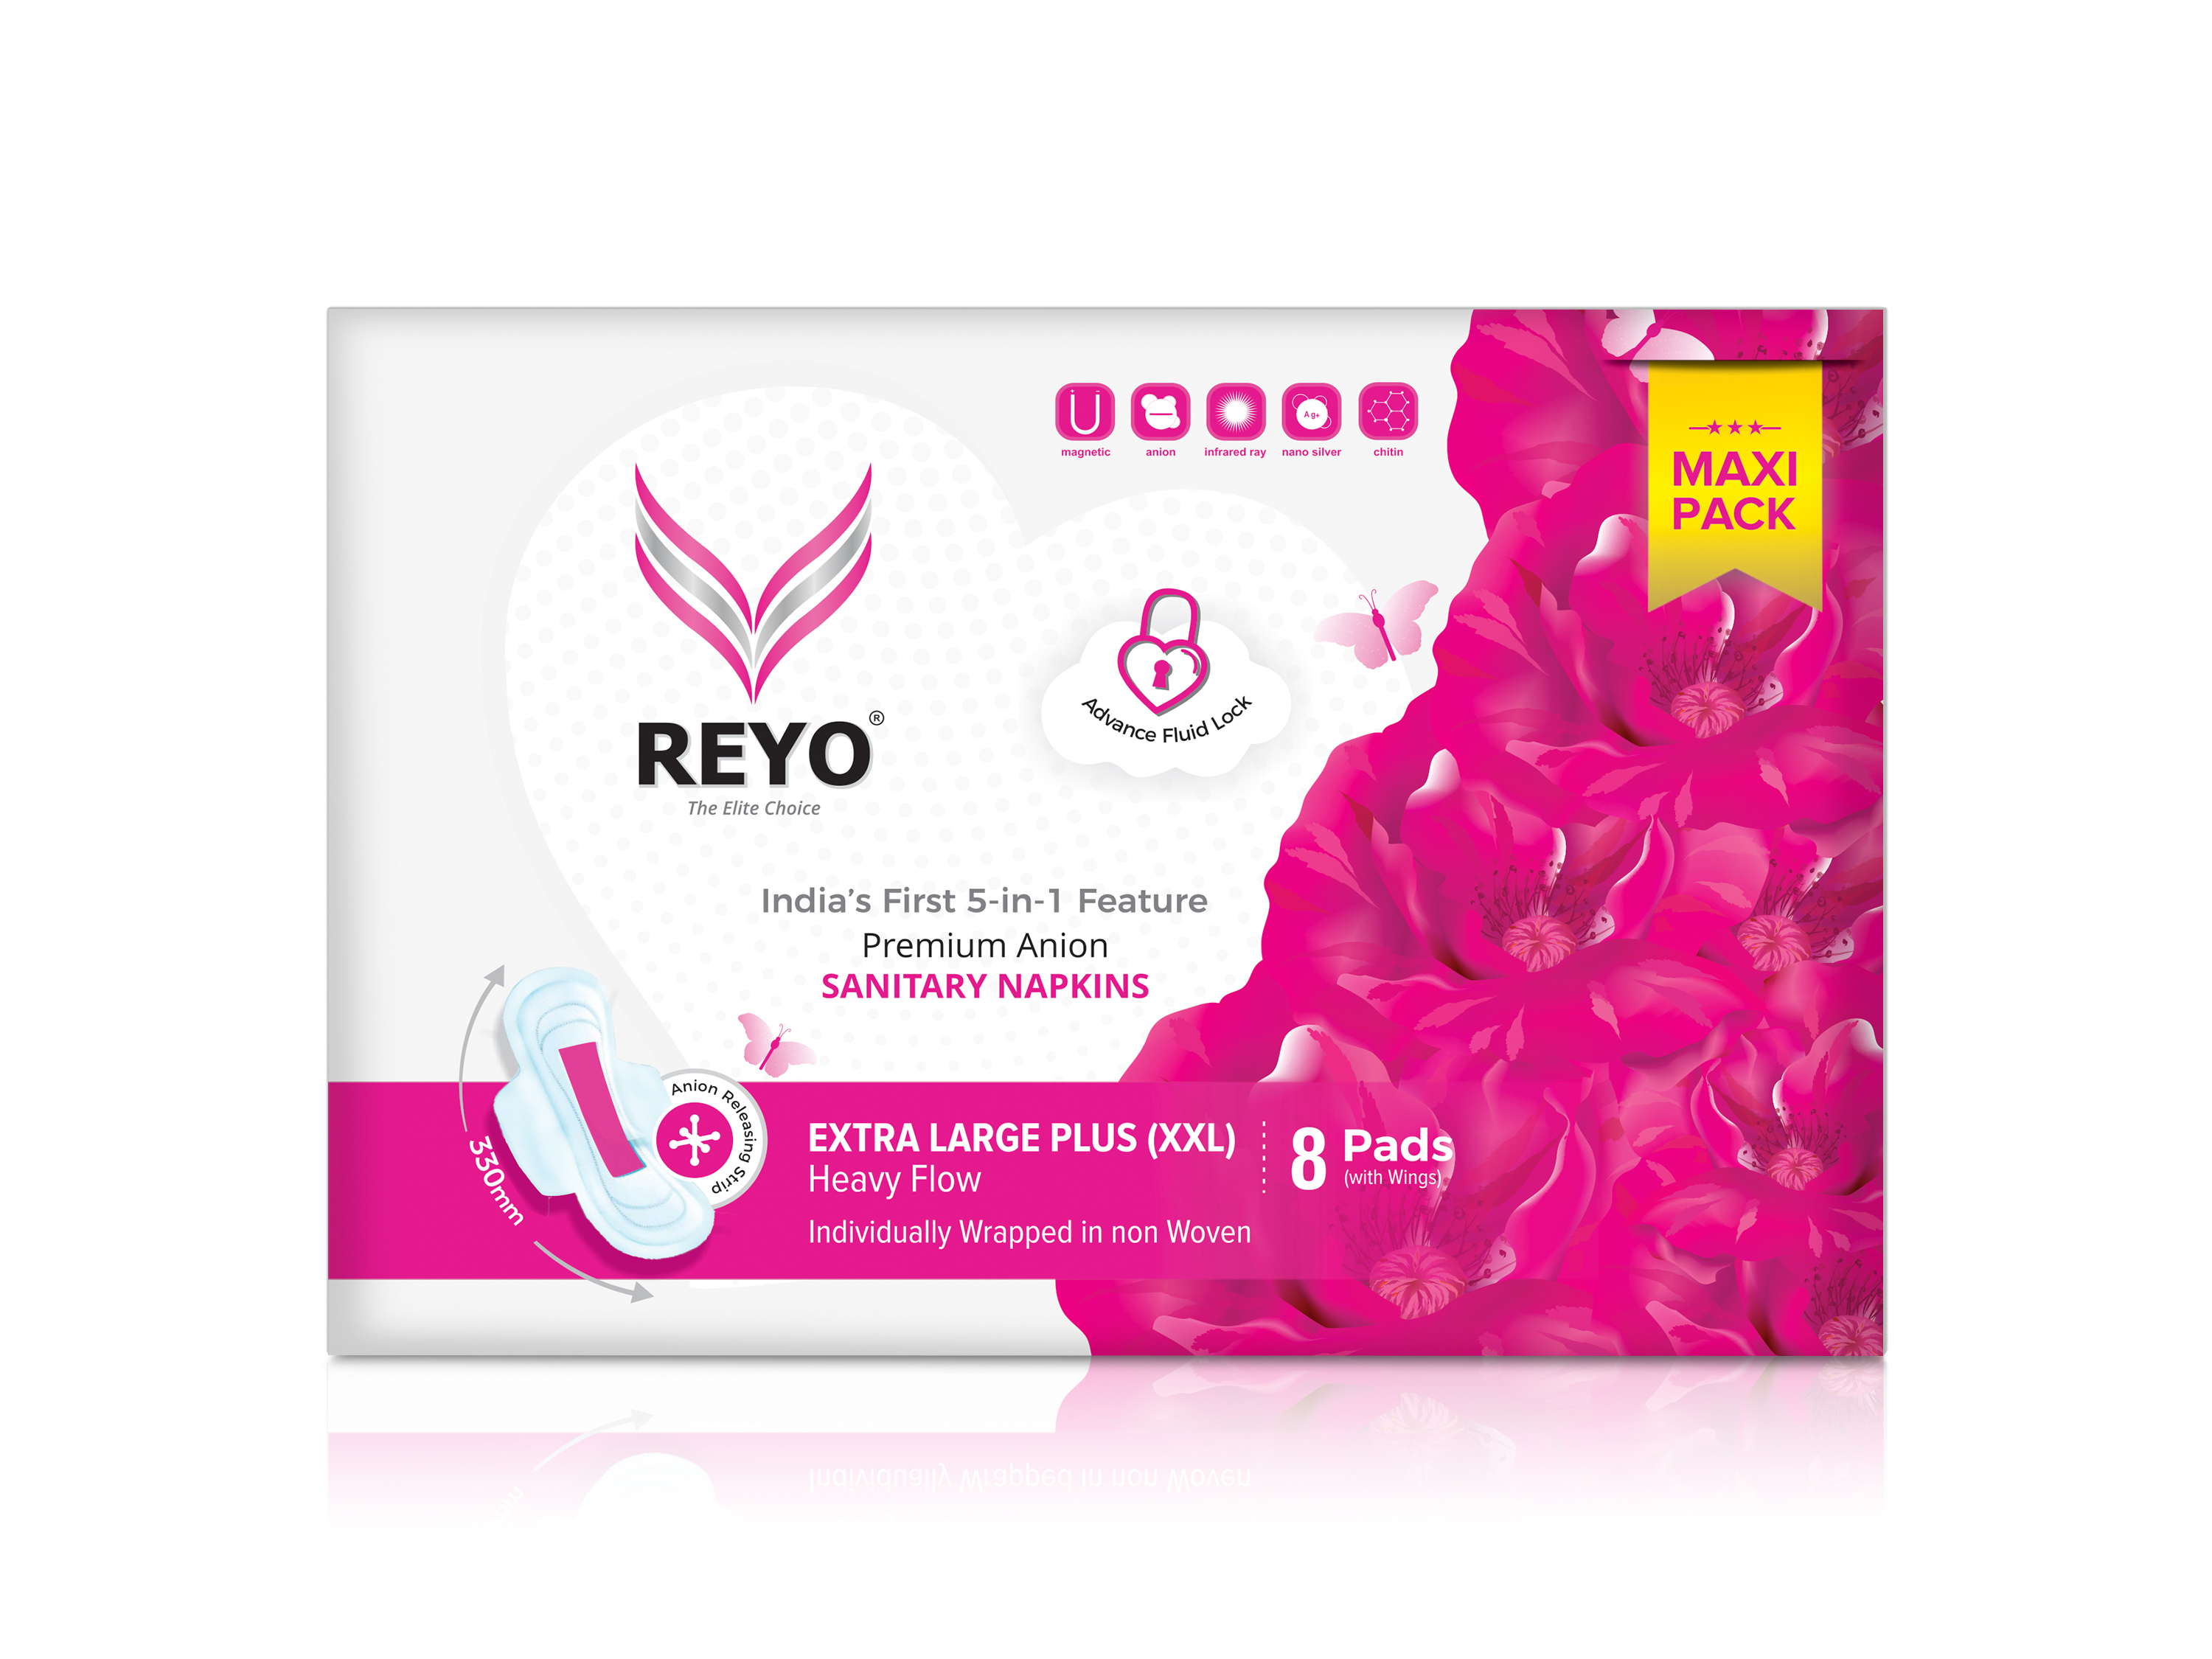 magnetic
anion
infrared ray
nano silver
Ag+
chitin
MAXI
PACK
REYO®
The Elite Choice
Advance Fluid Lock
India's First 5-in-1 Feature
Premium Anion
SANITARY NAPKINS
330mm
Anion Releasing Strip
EXTRA LARGE PLUS (XXL)
Heavy Flow
Individually Wrapped in non Woven
8 Pads
(with Wings)